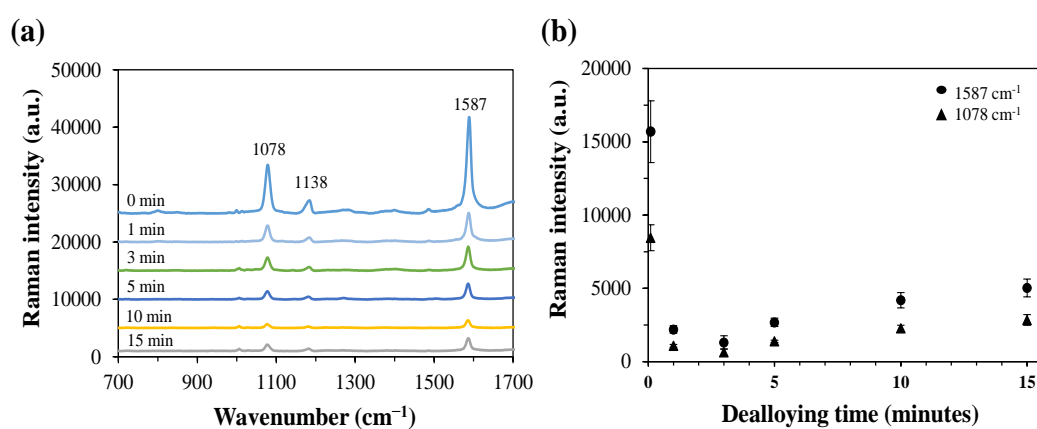 (a)
Raman intensity (a.u.)
50000
40000
30000
20000
10000
0
1078
1138
1587
0 min
1 min
3 min
5 min
10 min
15 min
700 900 1100 1300 1500 1700
Wavenumber (cm⁻¹)
(b)
Raman intensity (a.u.)
20000
15000
10000
5000
0
1587 cm⁻¹
1078 cm⁻¹
0 5 10 15
Dealloying time (minutes)